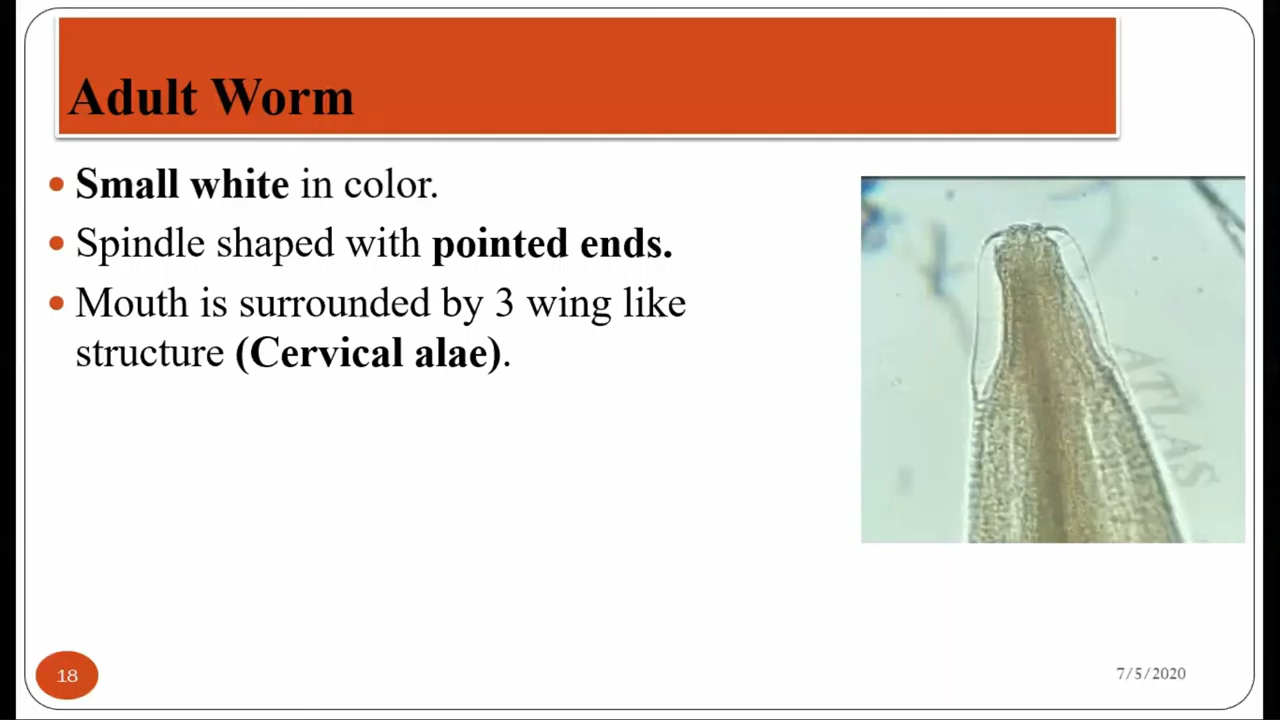 Adult Worm
• Small white in color.
• Spindle shaped with pointed ends.
• Mouth is surrounded by 3 wing like
structure (Cervical alae).
ATLAS
18
7/5/2020